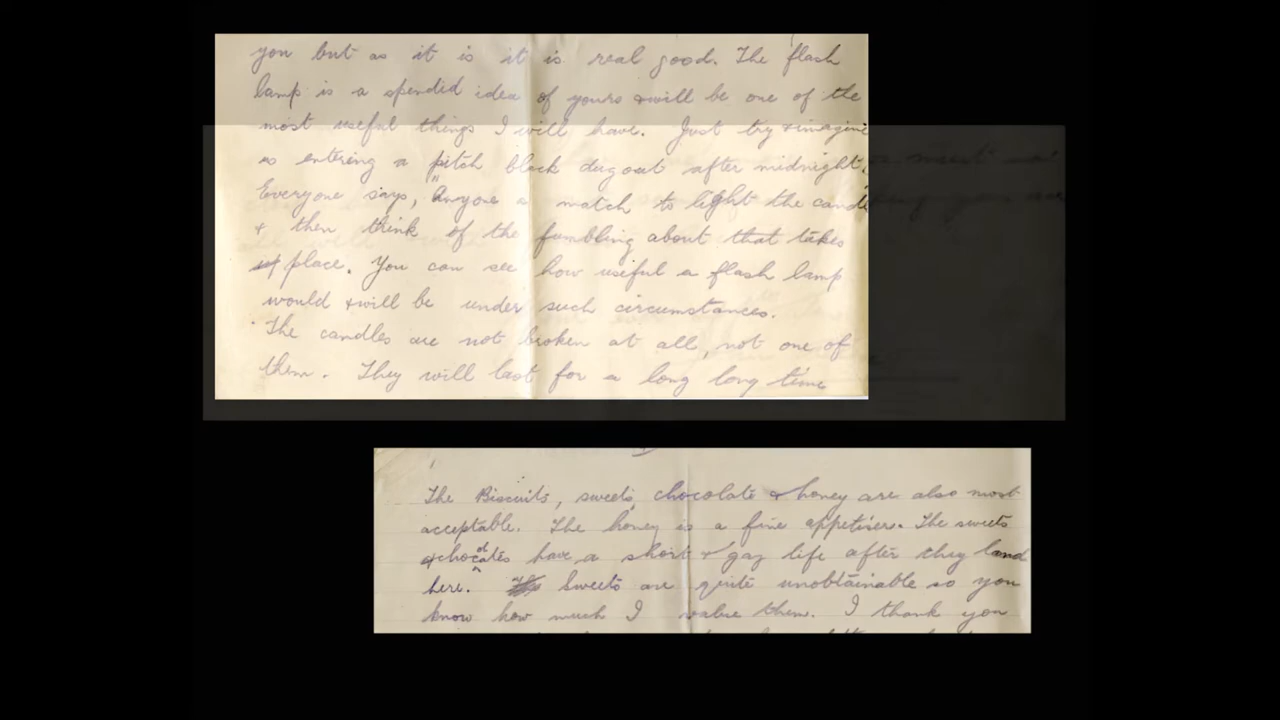 you but as it is it is real good. The flash
lamp is a spendid idea of yours & will be one of the
most useful things I will have. Just try & imagine
us entering a pitch black dugout after midnight.
Everyone says, "Anyone a match to light the candle
& then think of the fumbling about that takes
place. You can see how useful a flash lamp
would & will be under such circumstances.
The candles are not broken at all, not one of
them. They will last for a long long time
The Biscuits, sweets, chocolate & honey are also most
acceptable. The honey is a fine appetiser. The sweets
& chocolates have a short & gay life after they land
here. Sweets are quite unobtainable so you
know how much I value them. I thank you